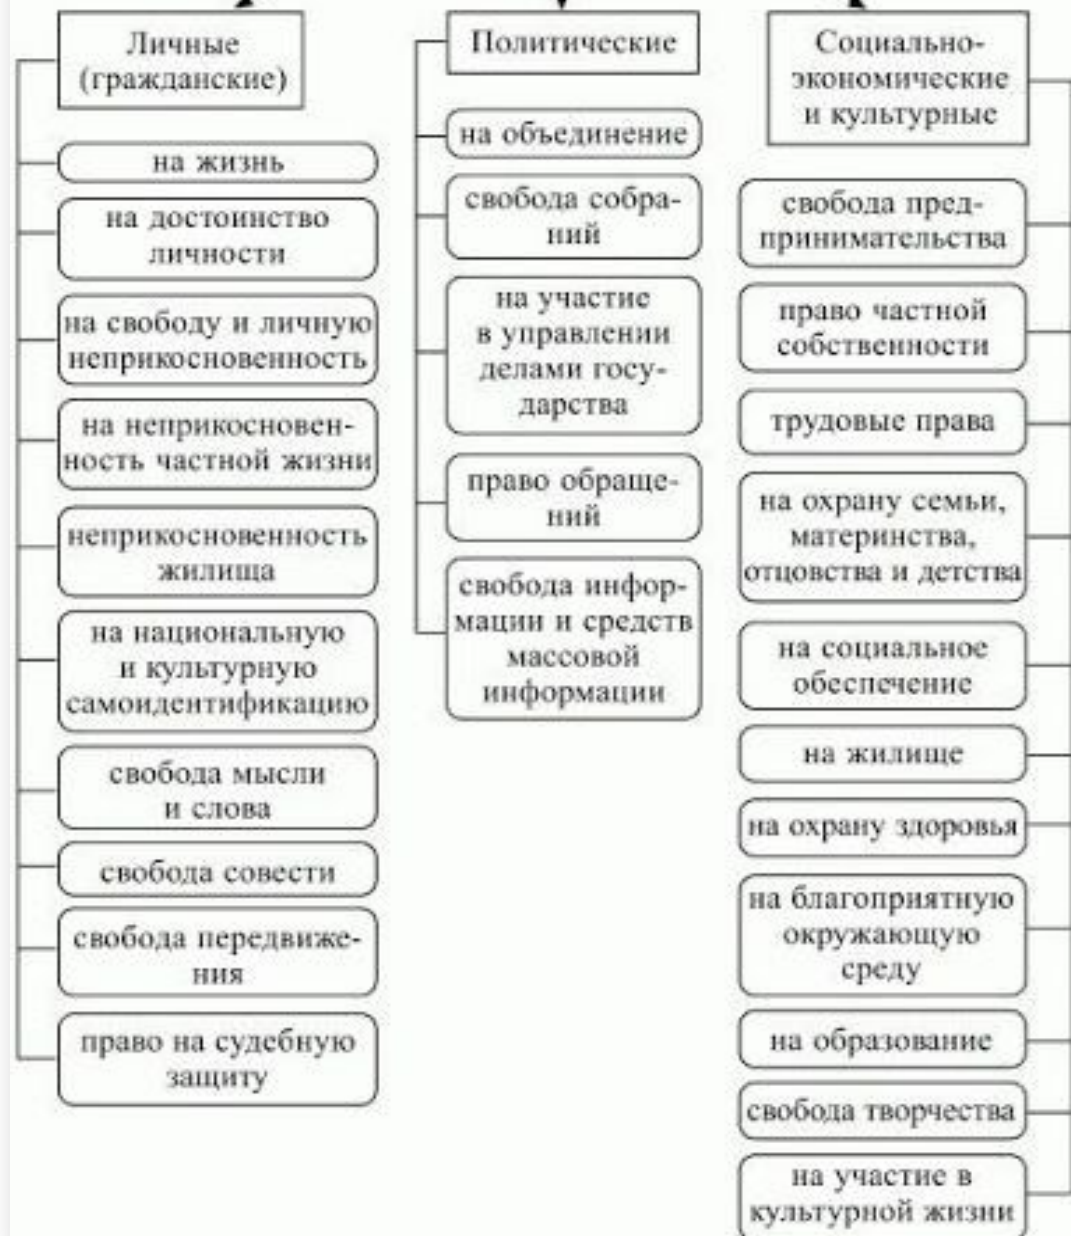 Личные
(гражданские)
на жизнь
на достоинство
личности
на свободу и личную
неприкосновенность
на неприкосновен-
ность частной жизни
неприкосновенность
жилища
на национальную
и культурную
самоидентификацию
свобода мысли
и слова
свобода совести
свобода передвиже-
ния
право на судебную
защиту
Политические
на объединение
свобода собра-
ний
на участие
в управлении
делами госу-
дарства
право обраще-
ний
свобода инфор-
мации и средств
массовой
информации
Социально-
экономические
и культурные
свобода пред-
принимательства
право частной
собственности
трудовые права
на охрану семьи,
материнства,
отцовства и детства
на социальное
обеспечение
на жилище
на охрану здоровья
на благоприятную
окружающую
среду
на образование
свобода творчества
на участие в
культурной жизни